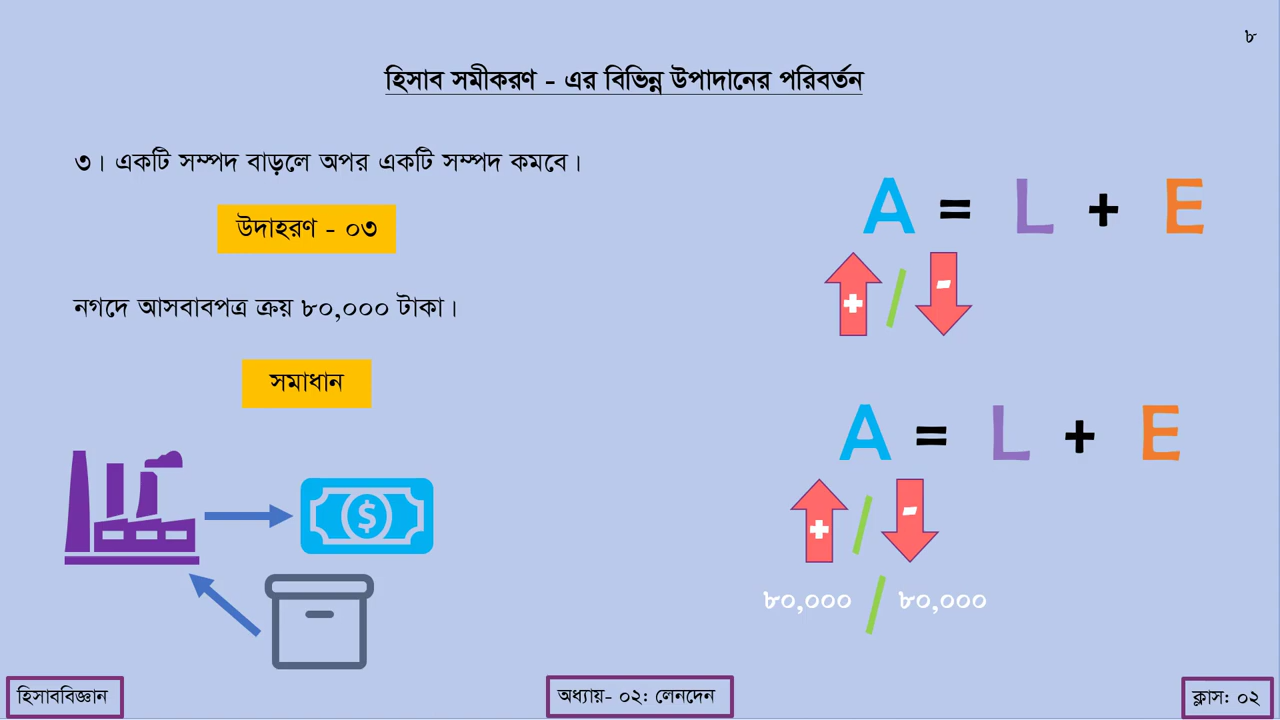 ৮
হিসাব সমীকরণ - এর বিভিন্ন উপাদানের পরিবর্তন
৩। একটি সম্পদ বাড়লে অপর একটি সম্পদ কমবে।
A = L + E
উদাহরণ - ০৩
+ / -
নগদে আসবাবপত্র ক্রয় ৮০,০০০ টাকা।
সমাধান
A = L + E
+ / -
$
৮০,০০০ / ৮০,০০০
হিসাববিজ্ঞান
অধ্যায়- ০২: লেনদেন
ক্লাস: ০২